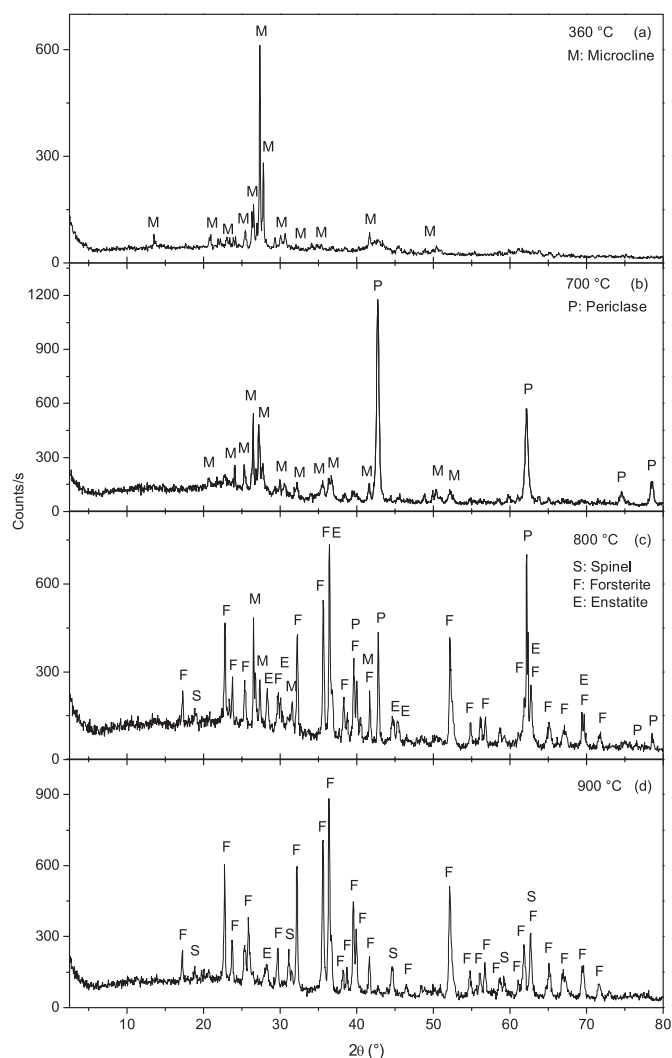 360 °C (a)
M: Microcline
M
M
M
M
M
M
M
M
M
M
M
M
600
300
0
700 °C (b)
P: Periclase
P
P
M
M
M
M
M
M
M
M
M
M
M
P
P
1200
900
600
300
0
Counts/s
800 °C (c)
S: Spinel
F: Forsterite
E: Enstatite
F E
P
F
M
F
F
F
F
F
S
F
M
E F
E
M
F
P
F
M
F
P
E E
F
F
F
F
E
F
F
F
E
F
F
P
P
600
300
0
900 °C (d)
F
F
F
F
F
F
F
F
S
F
E
F
S
F
F
F
F
S
F
F
F
F
F
S
F
F
S
F
F
F
F
F
900
600
300
0
10 20 30 40 50 60 70 80
2θ (°)